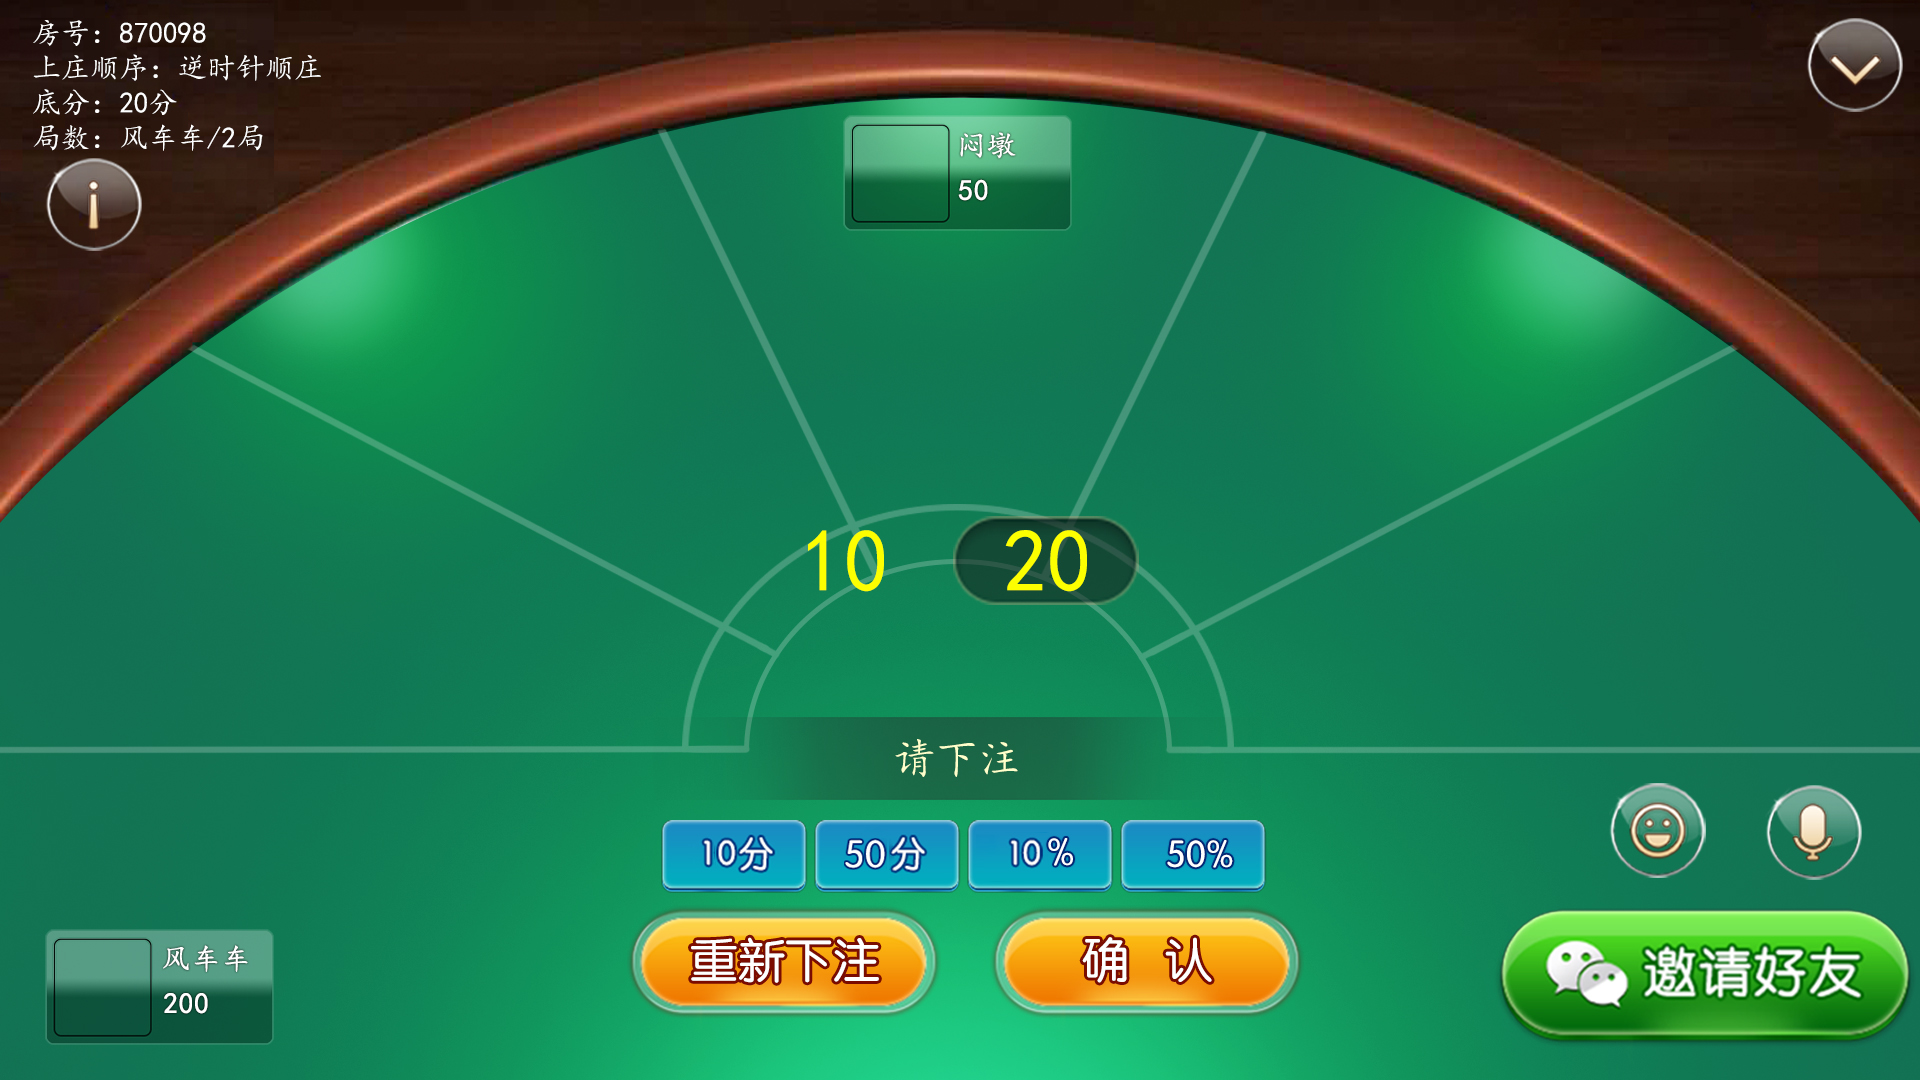 房号：870098
上庄顺序：逆时针顺庄
底分：20分
局数：风车车/2局
闷墩
50
10
20
请下注
10分
50分
10%
50%
风车车
200
重新下注
确 认
邀请好友